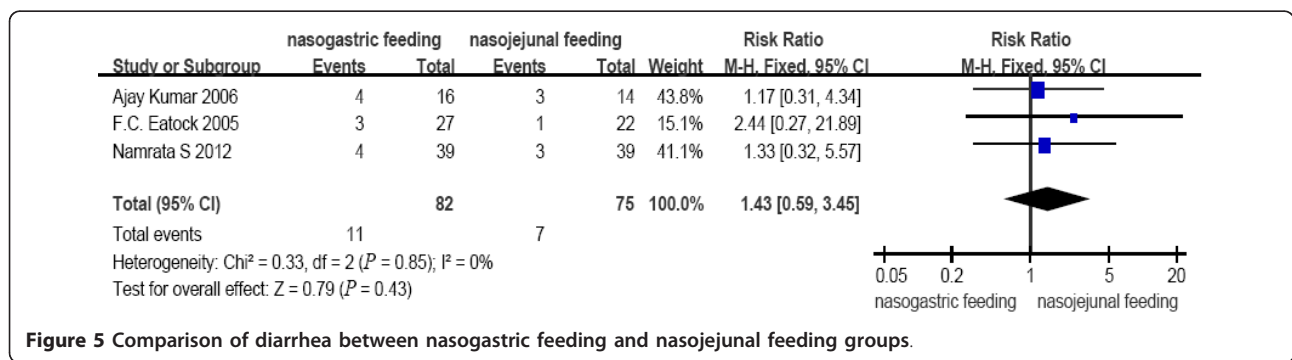 nasogastric feeding nasojejunal feeding Risk Ratio Risk Ratio
Study or Subgroup Events Total Events Total Weight M-H. Fixed. 95% CI M-H. Fixed. 95% CI
Ajay Kumar 2006 4 16 3 14 43.8% 1.17 [0.31, 4.34]
F.C. Eatock 2005 3 27 1 22 15.1% 2.44 [0.27, 21.89]
Namrata S 2012 4 39 3 39 41.1% 1.33 [0.32, 5.57]
Total (95% CI) 82 75 100.0% 1.43 [0.59, 3.45]
Total events 11 7
Heterogeneity: Chi² = 0.33, df = 2 (P = 0.85); I² = 0%
Test for overall effect: Z = 0.79 (P = 0.43)
0.05 0.2 1 5 20
nasogastric feeding nasojejunal feeding
Figure 5 Comparison of diarrhea between nasogastric feeding and nasojejunal feeding groups.